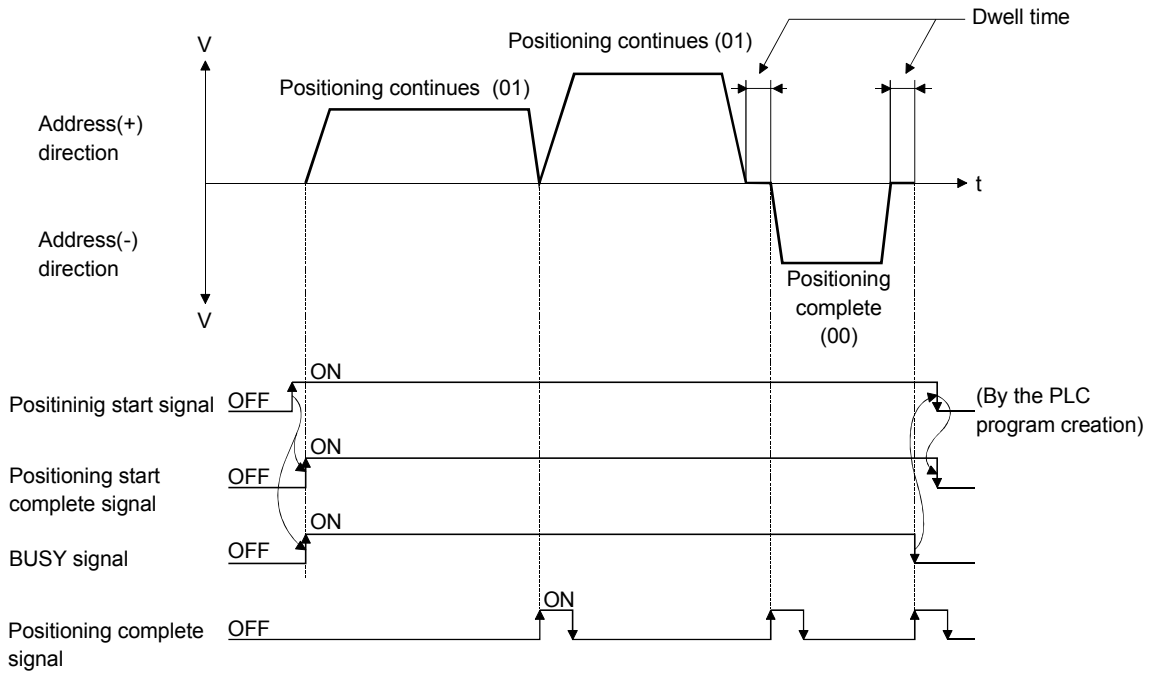 Dwell time
V
Positioning continues (01)
Positioning continues (01)
Address(+)
direction
t
Address(-)
direction
Positioning
complete
(00)
V
ON
Positininig start signal
OFF
(By the PLC
program creation)
ON
Positioning start
complete signal
OFF
ON
BUSY signal
OFF
ON
Positioning complete
signal
OFF